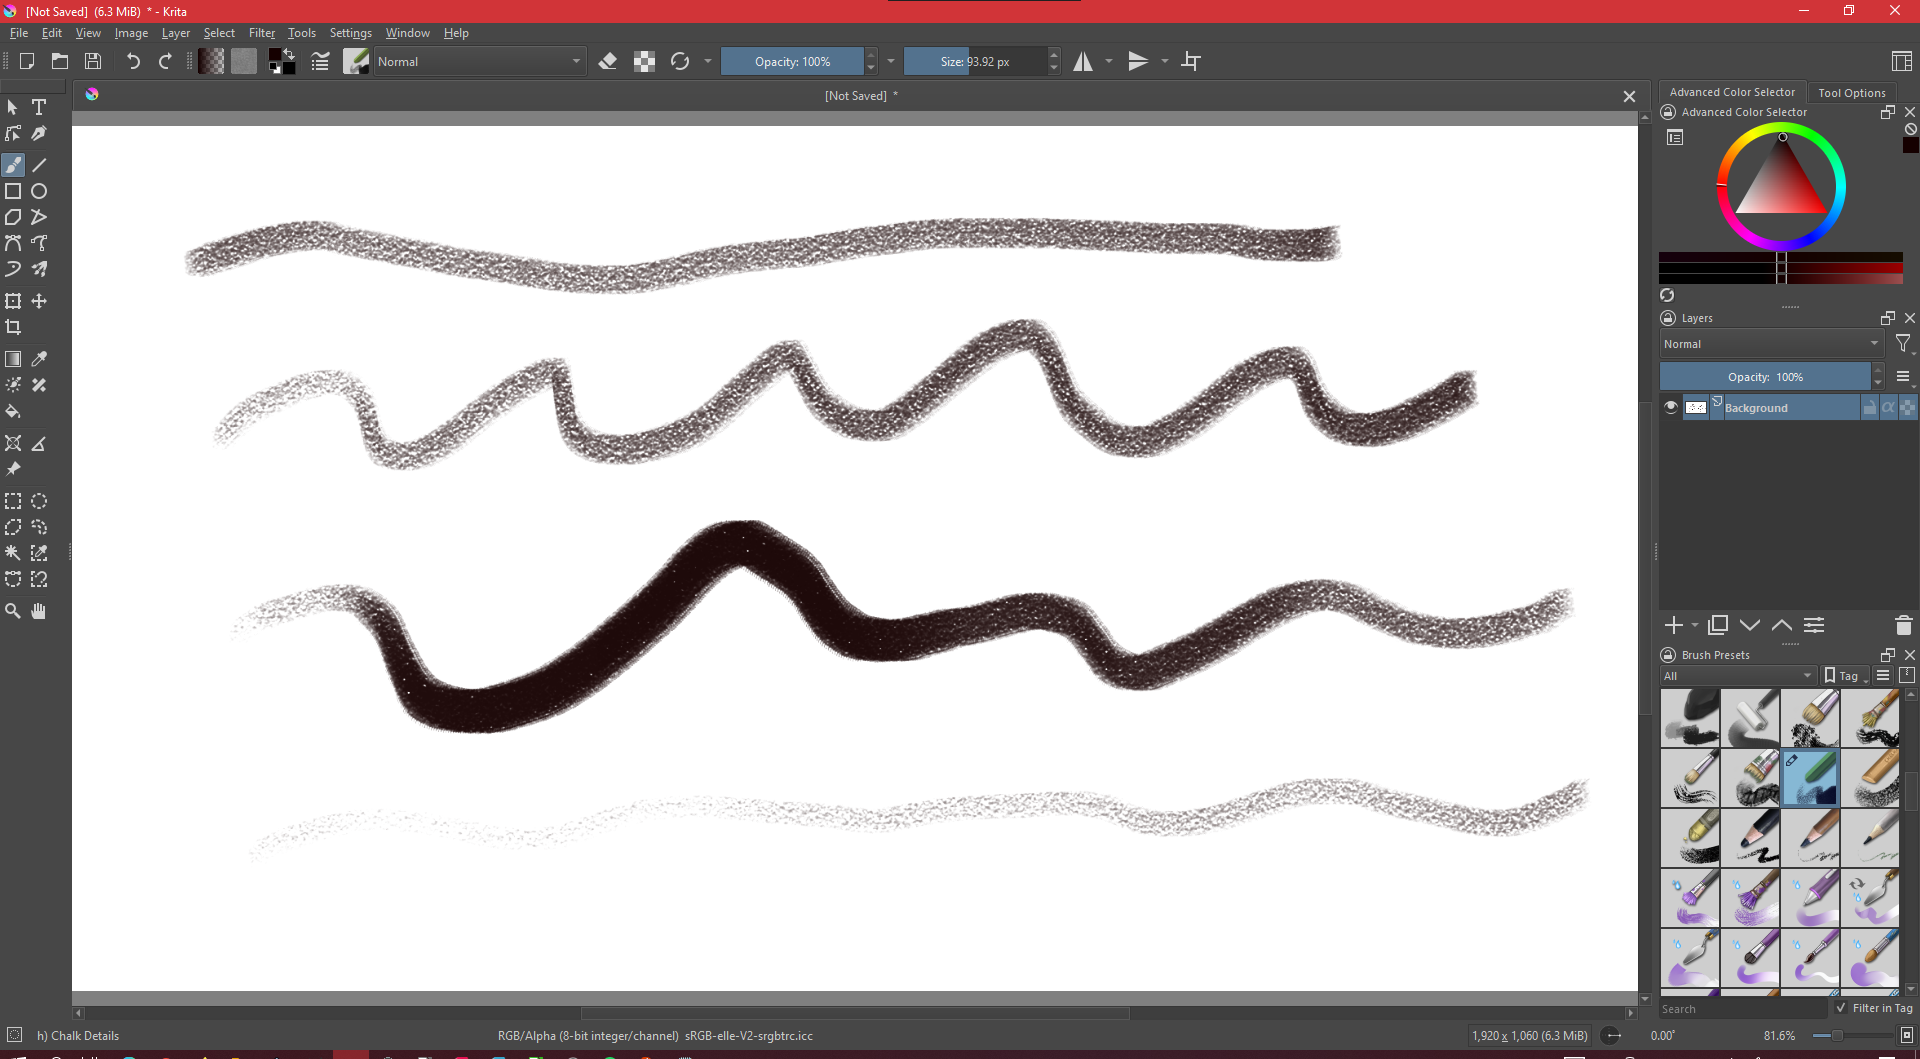 [Not Saved]  (6.3 MiB)  * - Krita
File Edit View Image Layer Select Filter Tools Settings Window Help
Normal
Opacity: 100%
Size: 93.92 px
[Not Saved]  *
Advanced Color Selector
Tool Options
Advanced Color Selector
Layers
Normal
Opacity:  100%
Background
Brush Presets
All
Tag
Search
Filter in Tag
h) Chalk Details
RGB/Alpha (8-bit integer/channel)  sRGB-elle-V2-srgbtrc.icc
1,920 x 1,060 (6.3 MiB)
0.00°
81.6%